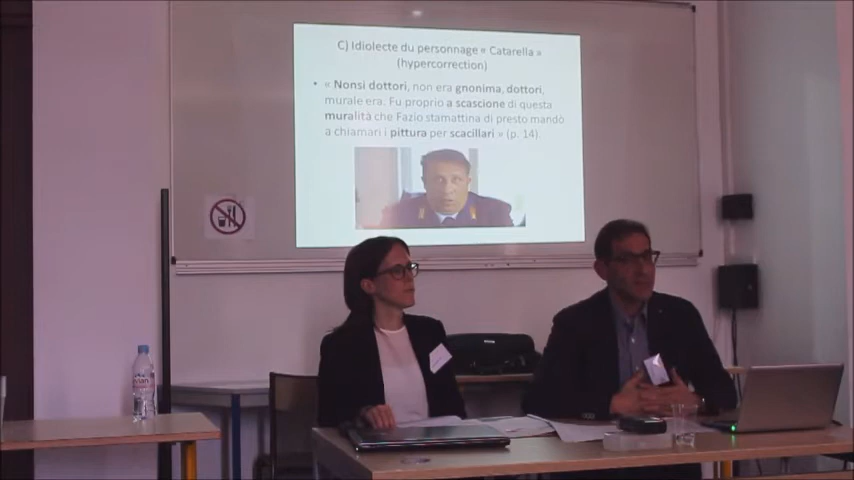 C) Idiolecte du personnage « Catarella »
(hypercorrection)
• « Nonsi dottori, non era gnonima, dottori,
murale era. Fu proprio a scascione di questa
muralità che Fazio stamattina di presto mandò
a chiamari i pittura per scacillari » (p. 14)
evian